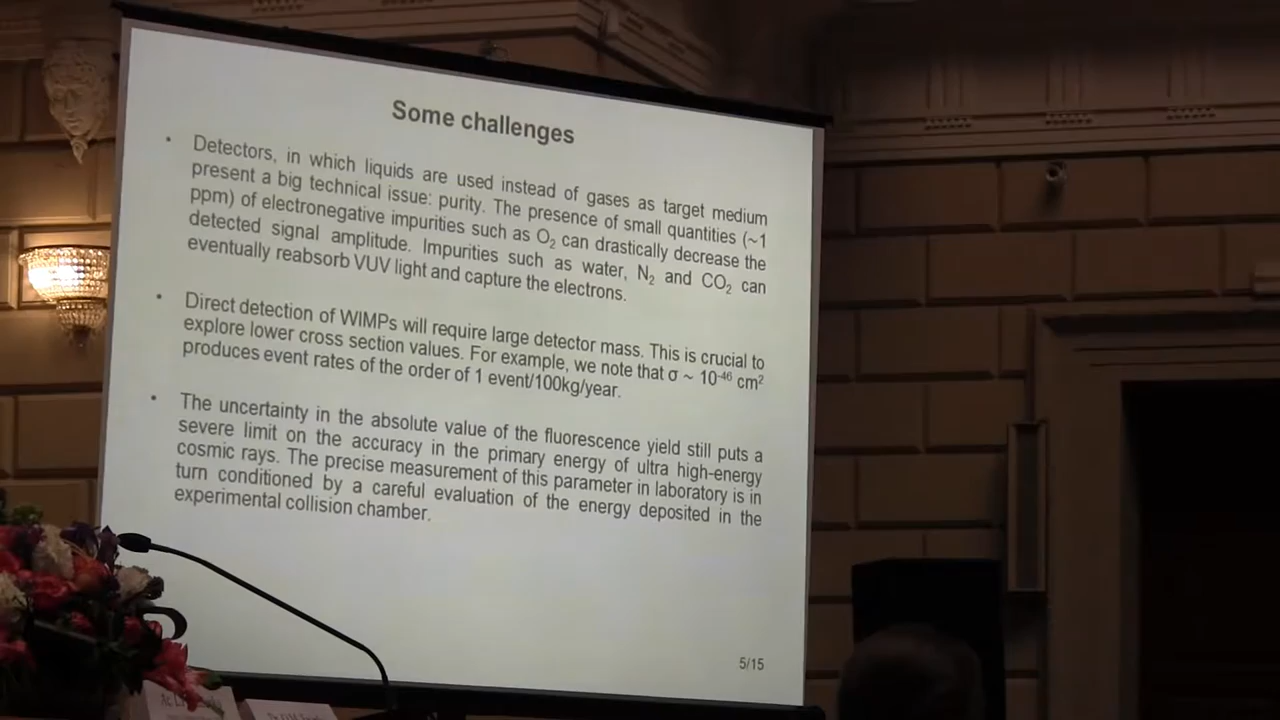 Some challenges
• Detectors, in which liquids are used instead of gases as target medium
present a big technical issue: purity. The presence of small quantities (~1
ppm) of electronegative impurities such as O₂ can drastically decrease the
detected signal amplitude. Impurities such as water, N₂ and CO₂ can
eventually reabsorb VUV light and capture the electrons.
• Direct detection of WIMPs will require large detector mass. This is crucial to
explore lower cross section values. For example, we note that σ ~ 10⁻⁴⁶ cm²
produces event rates of the order of 1 event/100kg/year.
• The uncertainty in the absolute value of the fluorescence yield still puts a
severe limit on the accuracy in the primary energy of ultra high-energy
cosmic rays. The precise measurement of this parameter in laboratory is in
turn conditioned by a careful evaluation of the energy deposited in the
experimental collision chamber.
5/15